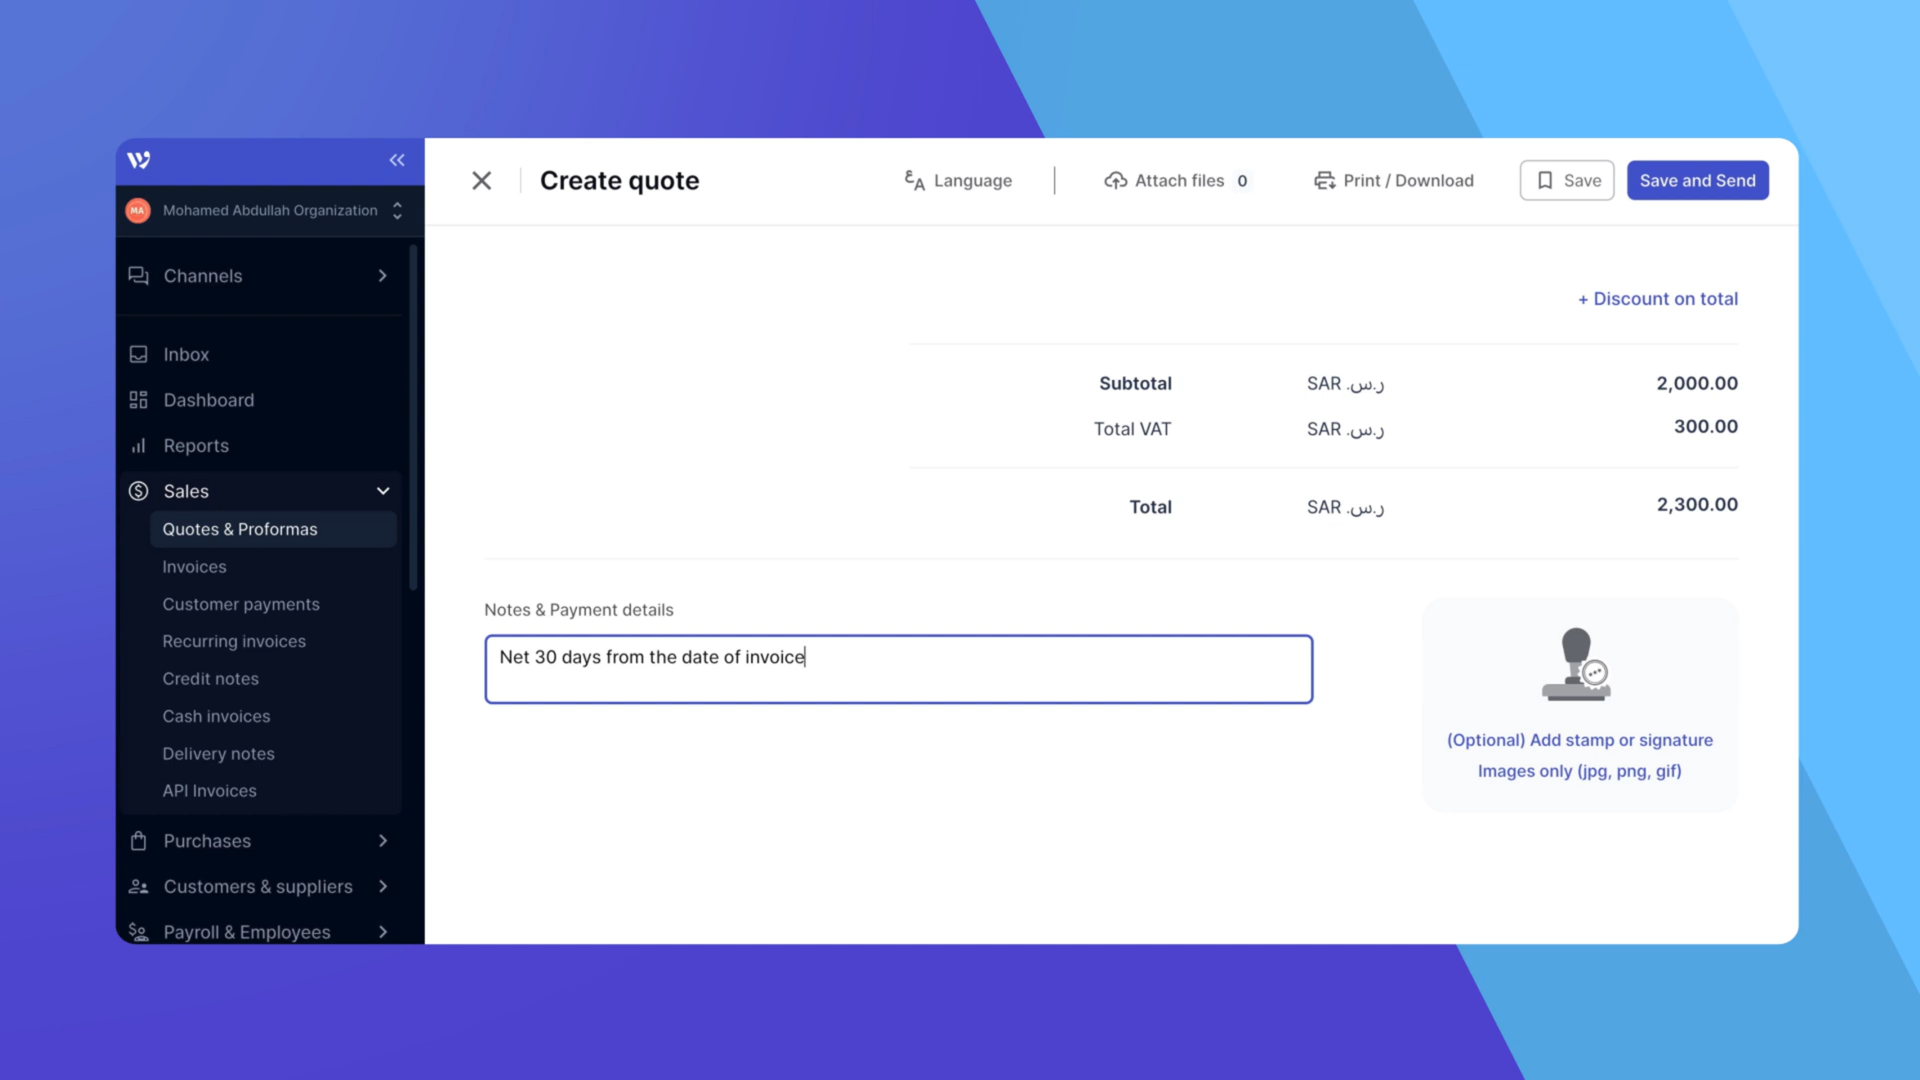 Create quote
Language
Attach files 0
Print / Download
Save
Save and Send
MA
Mohamed Abdullah Organization
Channels
Inbox
Dashboard
Reports
Sales
Quotes & Proformas
Invoices
Customer payments
Recurring invoices
Credit notes
Cash invoices
Delivery notes
API Invoices
Purchases
Customers & suppliers
Payroll & Employees
+ Discount on total
Subtotal SAR ر.س. 2,000.00
Total VAT SAR ر.س. 300.00
Total SAR ر.س. 2,300.00
Notes & Payment details
Net 30 days from the date of invoice
(Optional) Add stamp or signature
Images only (jpg, png, gif)